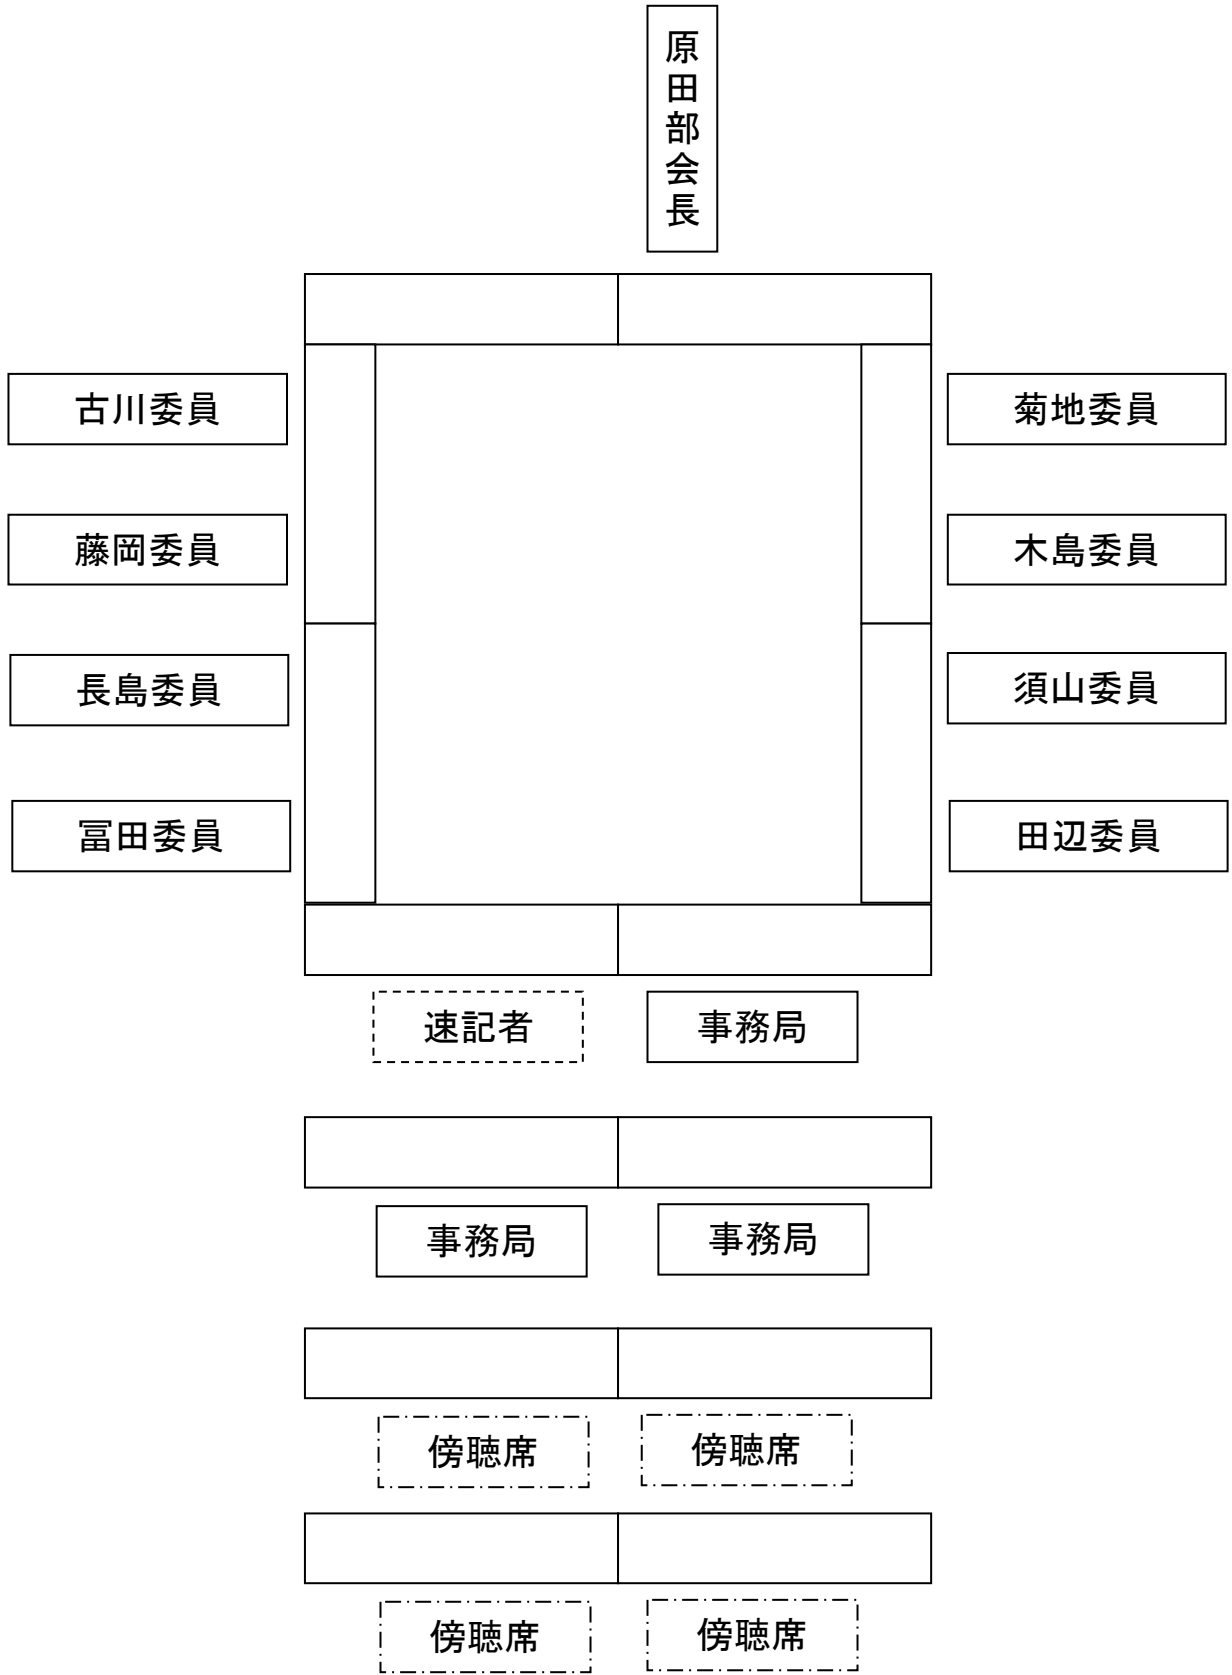 原田部会長
古川委員
菊地委員
藤岡委員
木島委員
長島委員
須山委員
冨田委員
田辺委員
速記者
事務局
事務局
事務局
傍聴席
傍聴席
傍聴席
傍聴席